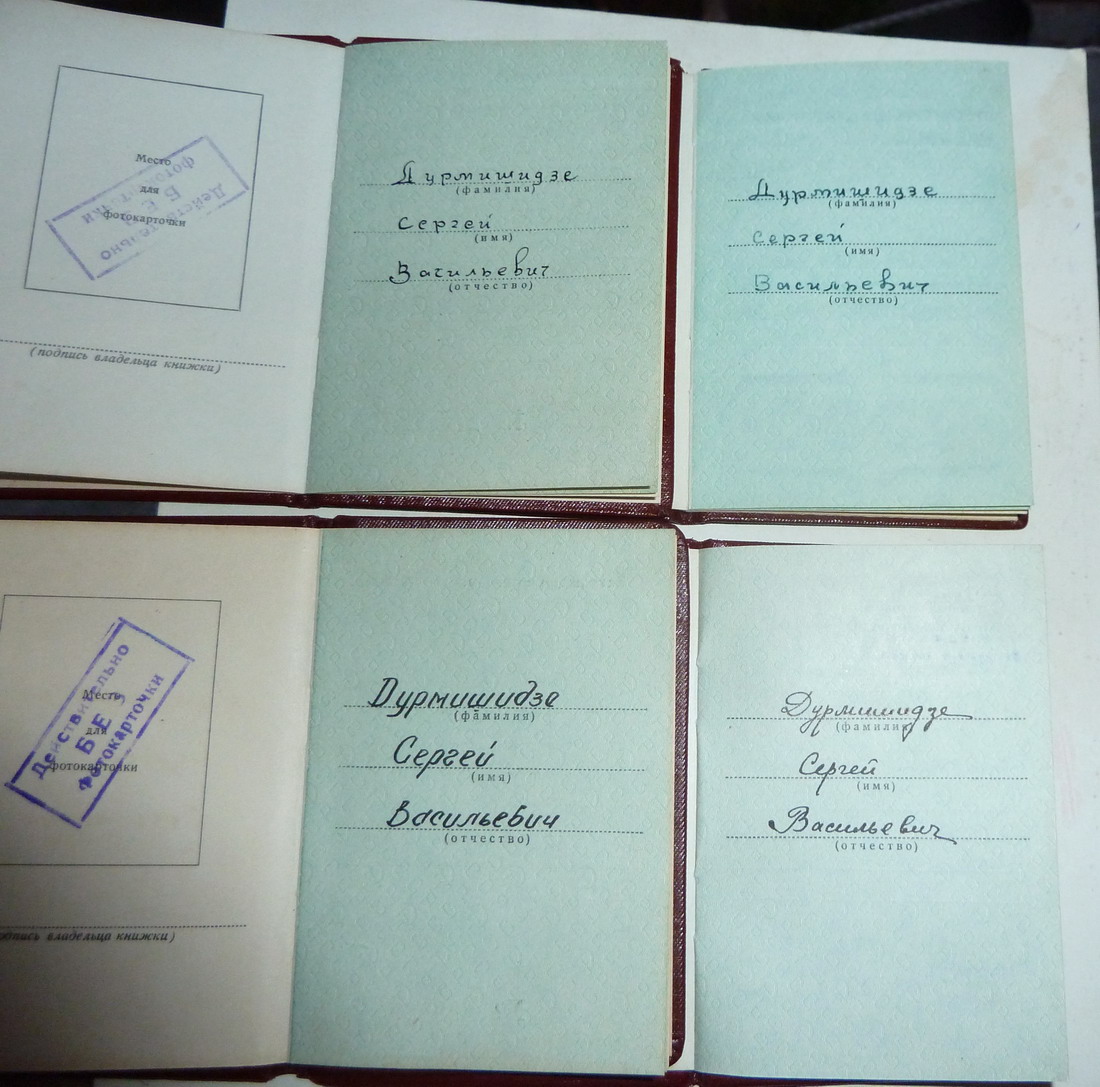 Место
для
фотокарточки
Действительно
БЕЗ
фотокарточки
(подпись владельца книжки)
Дурмишидзе
(фамилия)
Сергей
(имя)
Васильевич
(отчество)
Дурмишидзе
(фамилия)
Сергей
(имя)
Васильевич
(отчество)
Место
для
фотокарточки
Действительно
БЕЗ
фотокарточки
одпись владельца книжки)
Дурмишидзе
(фамилия)
Сергей
(имя)
Васильевич
(отчество)
Дурмишидзе
(фамилия)
Сергей
(имя)
Васильевич
(отчество)